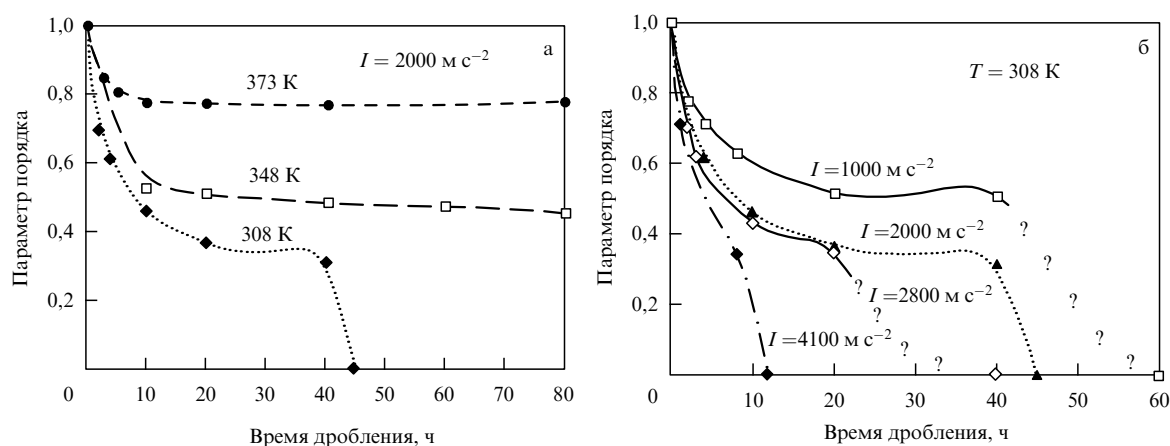 а
I = 2000 м с⁻²
373 К
348 К
308 К
Параметр порядка
1,0
0,8
0,6
0,4
0,2
0
10
20
30
40
50
60
70
80
Время дробления, ч
б
T = 308 К
I = 1000 м с⁻²
I = 2000 м с⁻²
I = 2800 м с⁻²
I = 4100 м с⁻²
? ? ? ? ? ?
? ? ? ?
Параметр порядка
1,0
0,8
0,6
0,4
0,2
0
10
20
30
40
50
60
Время дробления, ч